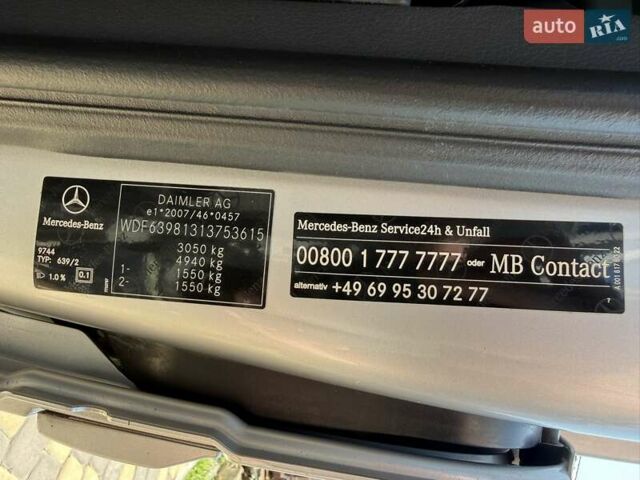 auto RIA
.com
DAIMLER AG
e1*2007/46*0457
WDF63981313753615
Mercedes-Benz
9744
TYP: 639/2
1.0 %
0.1
3050 kg
4940 kg
1- 1550 kg
2- 1550 kg
Mercedes-Benz Service24h & Unfall
00800 1 777 7777 oder MB Contact
alternativ +49 69 95 30 72 77